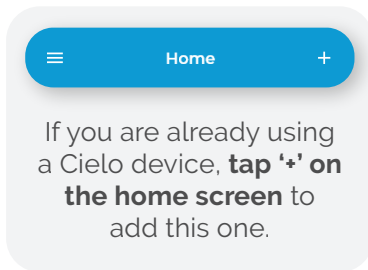 Home +
If you are already using
a Cielo device, tap ‘+’ on
the home screen to
add this one.